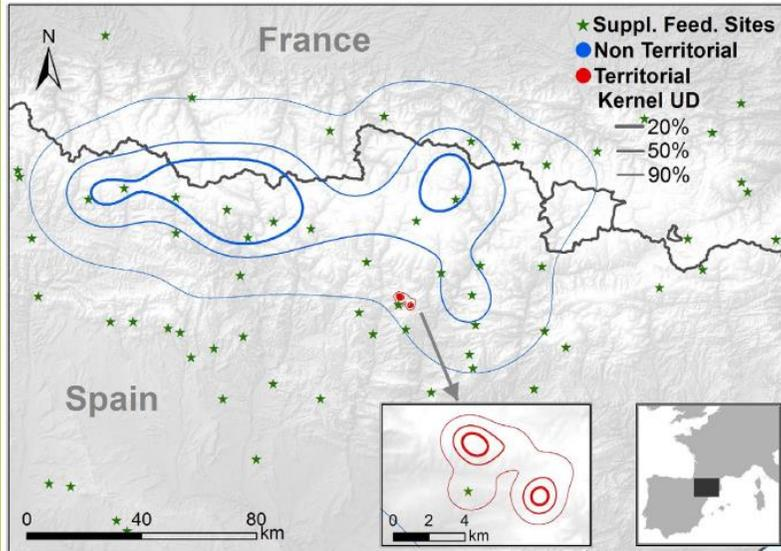 N
France
Suppl. Feed. Sites
Non Territorial
Territorial
Kernel UD
20%
50%
90%
Spain
0 40 80 km
0 2 4 km